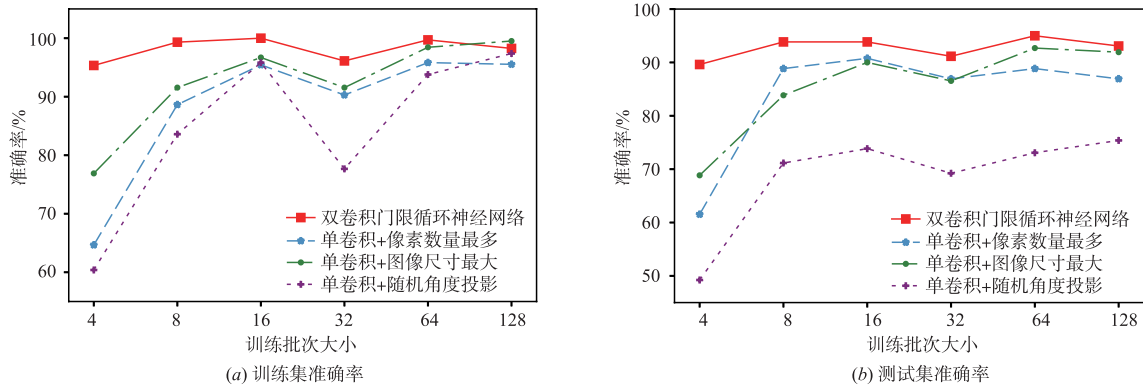 100
90
80
70
60
准确率/%
双卷积门限循环神经网络
单卷积+像素数量最多
单卷积+图像尺寸最大
单卷积+随机角度投影
4 8 16 32 64 128
训练批次大小
(a) 训练集准确率
100
90
80
70
60
50
准确率/%
双卷积门限循环神经网络
单卷积+像素数量最多
单卷积+图像尺寸最大
单卷积+随机角度投影
4 8 16 32 64 128
训练批次大小
(b) 测试集准确率